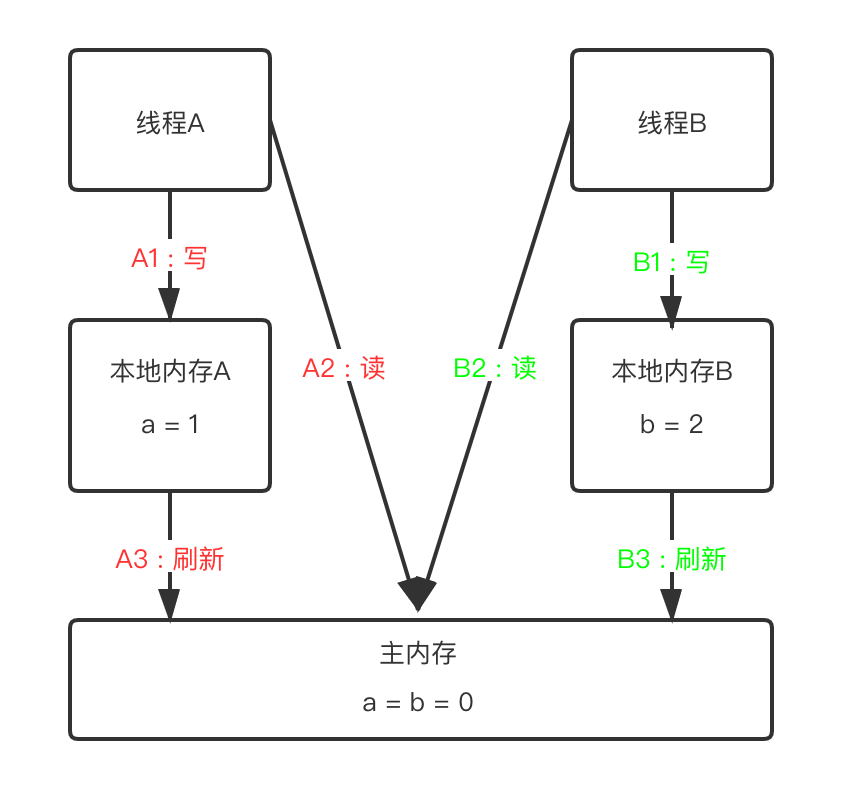 线程A
线程B
A1：写
B1：写
A2：读
B2：读
本地内存A
a = 1
本地内存B
b = 2
A3：刷新
B3：刷新
主内存
a = b = 0